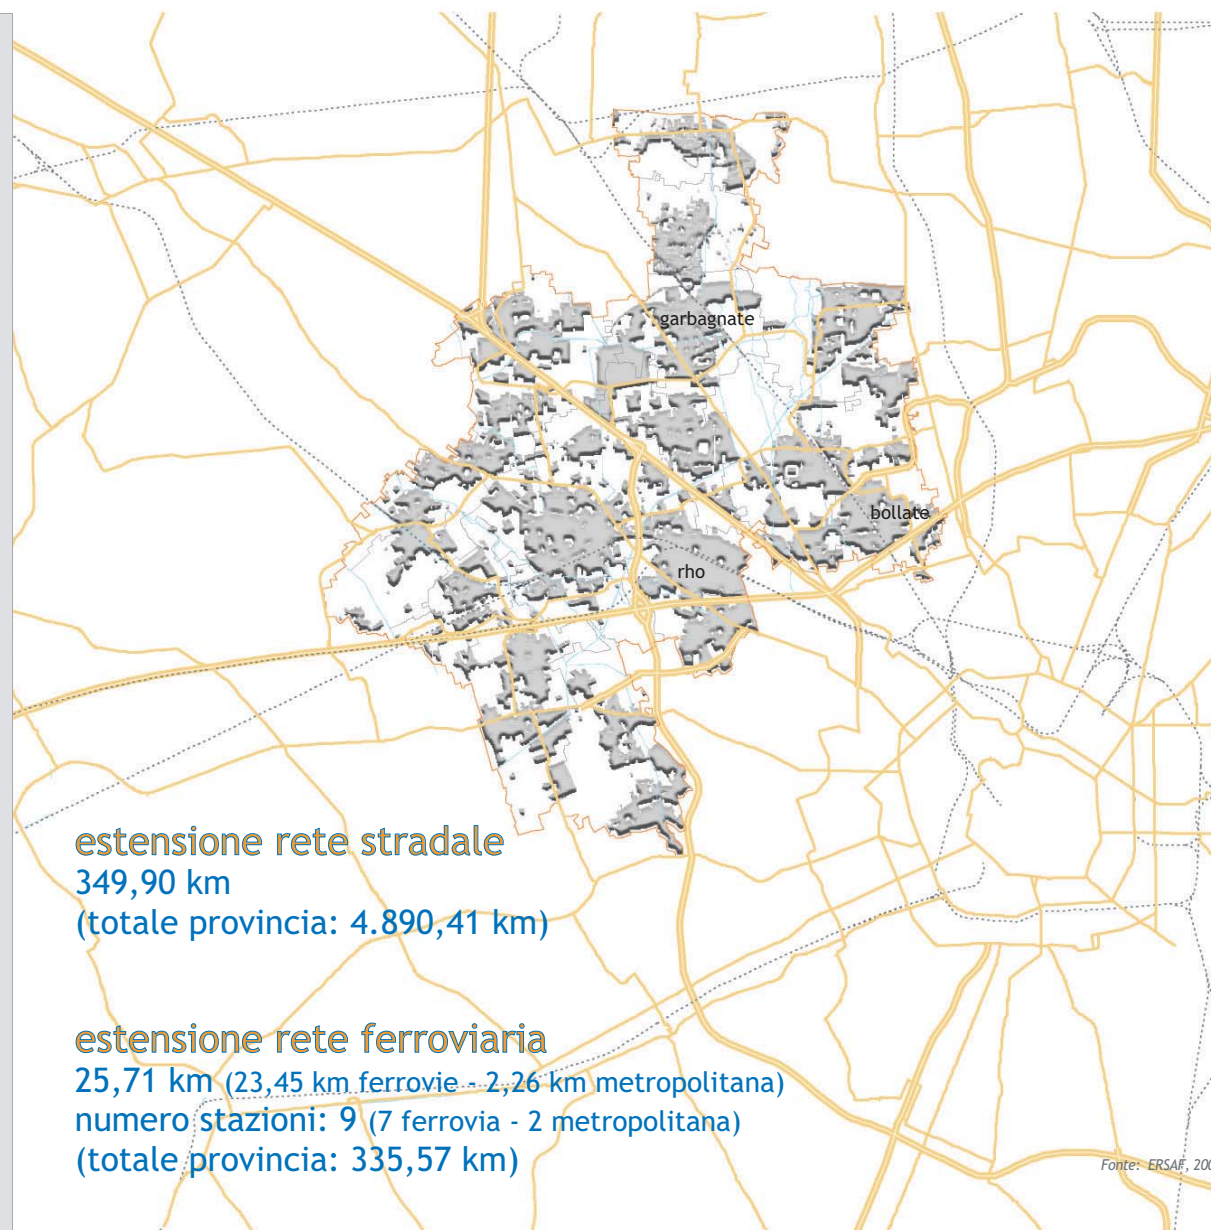 garbagnate
bollate
rho
estensione rete stradale
349,90 km
(totale provincia: 4.890,41 km)
estensione rete ferroviaria
25,71 km (23,45 km ferrovie - 2,26 km metropolitana)
numero stazioni: 9 (7 ferrovia - 2 metropolitana)
(totale provincia: 335,57 km)
Fonte: ERSAF,